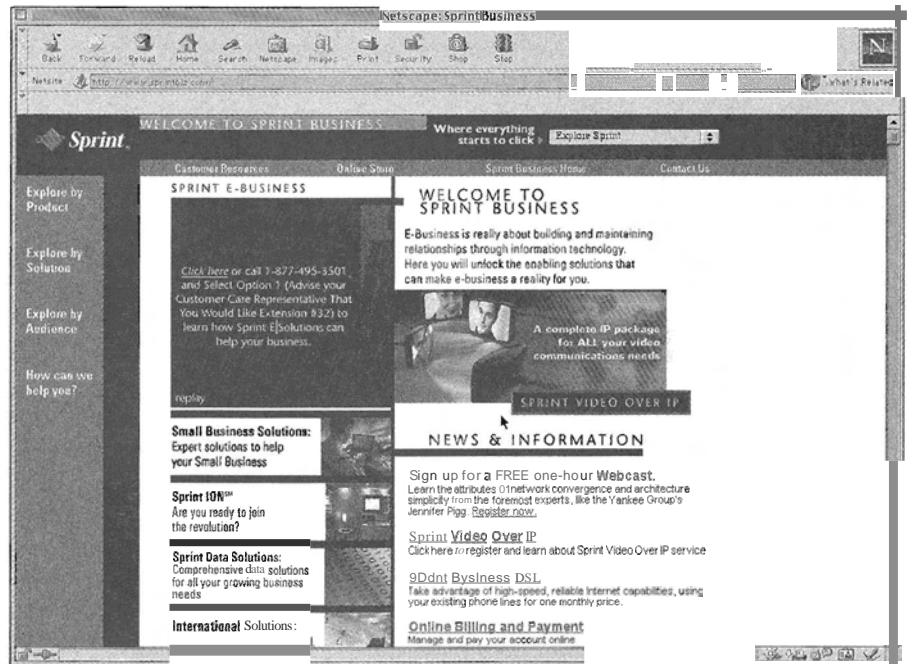 Netscape: Sprint Business
Back Forward Reload Home Search Netscape Images Print Security Shop Stop
Netsite http://www.sprintbiz.com/ What's Related
Sprint
WELCOME TO SPRINT BUSINESS
Where everything
starts to click
Explore Sprint
Customer Resources Online Store Sprint Business Home Contact Us
Explore by
Product
Explore by
Solution
Explore by
Audience
How can we
help you?
SPRINT E-BUSINESS
Click here or call 1-877-495-3501
and Select Option 1 (Advise your
Customer Care Representative That
You Would Like Extension #32) to
learn how Sprint E|Solutions can
help your business.
replay
Small Business Solutions:
Expert solutions to help
your Small Business
Sprint ION℠
Are you ready to join
the revolution?
Sprint Data Solutions:
Comprehensive data solutions
for all your growing business
needs
International Solutions:
WELCOME TO
SPRINT BUSINESS
E-Business is really about building and maintaining
relationships through information technology.
Here you will unlock the enabling solutions that
can make e-business a reality for you.
A complete IP package
for ALL your video
communications needs
SPRINT VIDEO OVER IP
NEWS & INFORMATION
Sign up for a FREE one-hour Webcast.
Learn the attributes 01network convergence and architecture
simplicity from the foremost experts, like the Yankee Group's
Jennifer Pigg. Register now.
Sprint Video Over IP
Click here to register and learn about Sprint Video Over IP service
9Ddnt Byslness DSL
Take advantage of high-speed, reliable Internet capabilities, using
your existing phone lines for one monthly price.
Online Billing and Payment
Manage and pay your account online